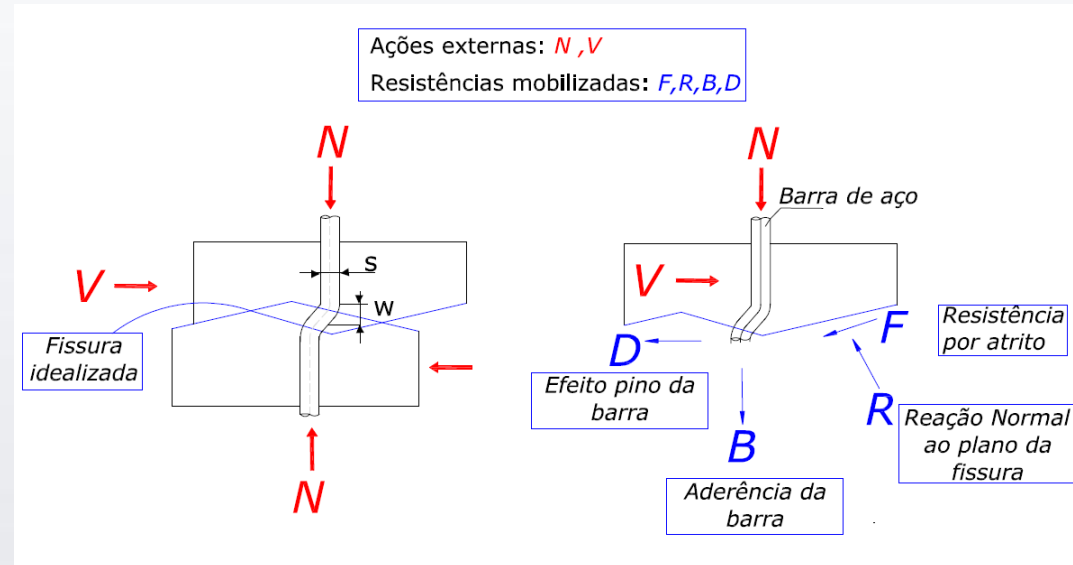 Ações externas: N ,V
Resistências mobilizadas: F,R,B,D
N
V
S
W
Fissura
idealizada
N
N
Barra de aço
V
F
Resistência
por atrito
D
Efeito pino da
barra
R
Reação Normal
ao plano da
fissura
B
Aderência da
barra